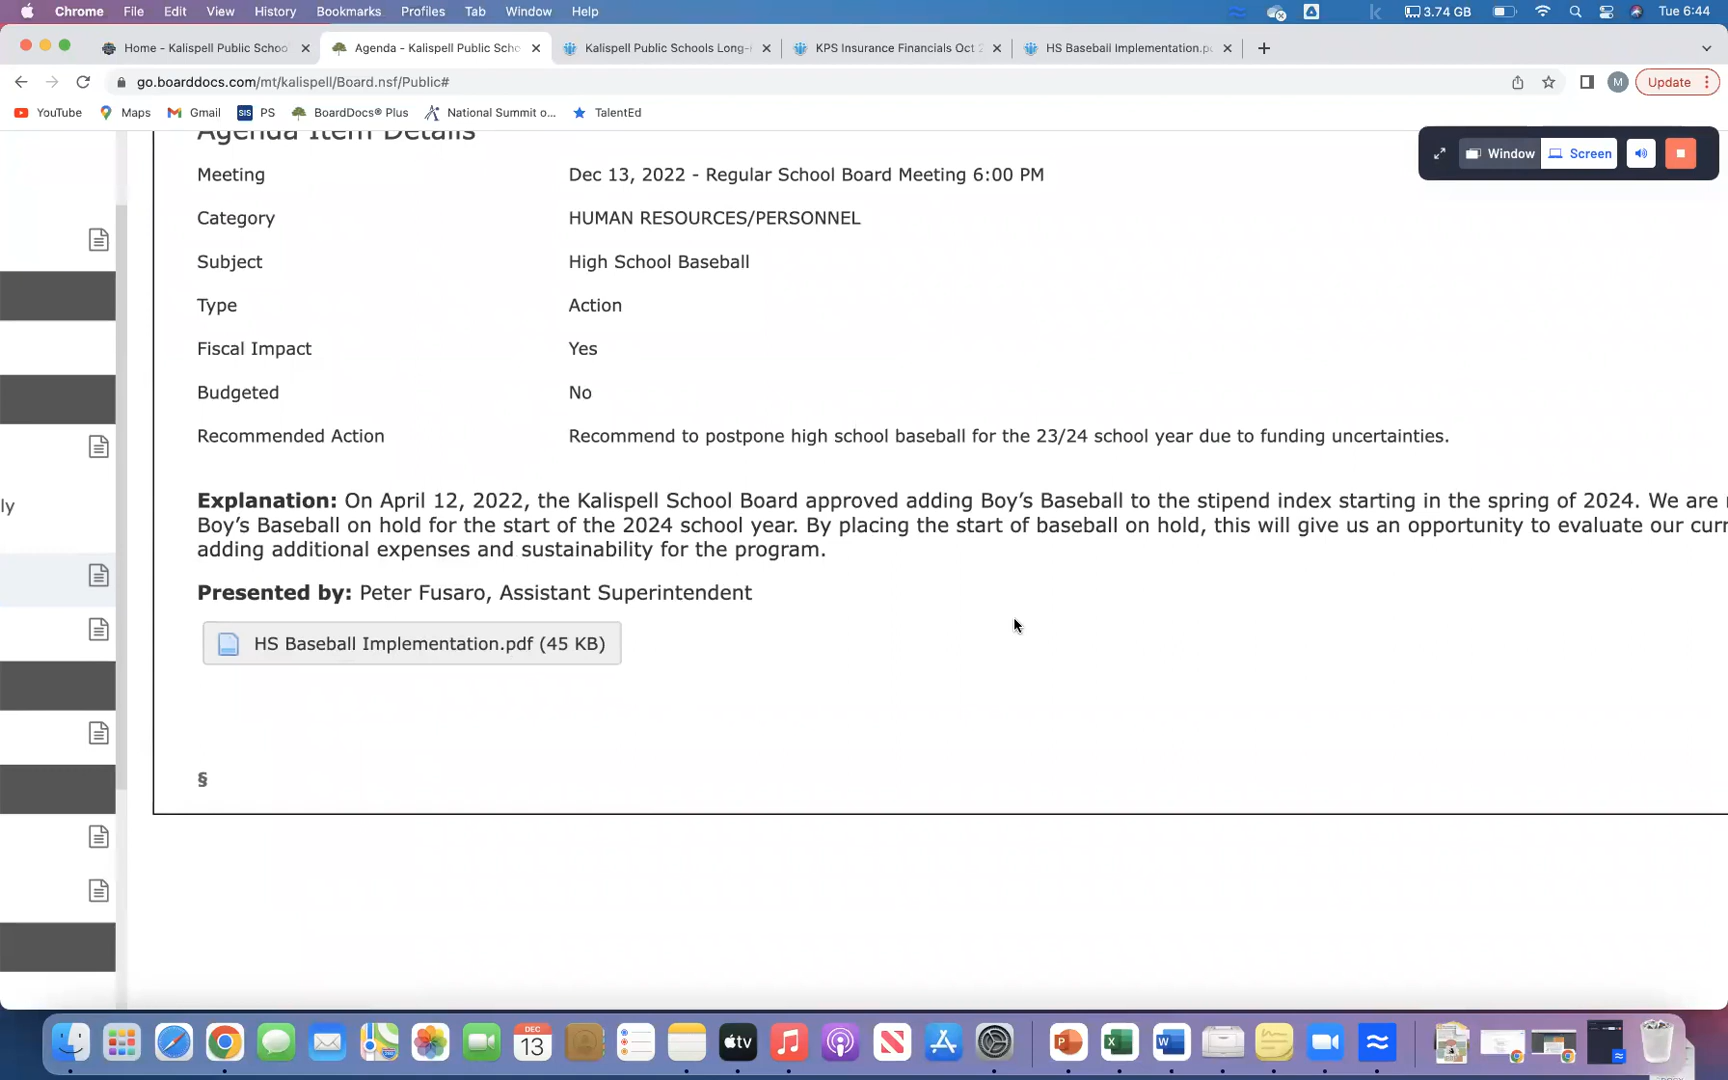 Chrome File Edit View History Bookmarks Profiles Tab Window Help 3.74 GB Tue 6:44
Home - Kalispell Public Schoo Agenda - Kalispell Public Scho Kalispell Public Schools Long- KPS Insurance Financials Oct 2 HS Baseball Implementation.p
go.boarddocs.com/mt/kalispell/Board.nsf/Public# M Update
YouTube Maps Gmail SIS PS BoardDocs® Plus National Summit o... TalentEd
Agenda Item Details
Window Screen
Meeting Dec 13, 2022 - Regular School Board Meeting 6:00 PM
Category HUMAN RESOURCES/PERSONNEL
Subject High School Baseball
Type Action
Fiscal Impact Yes
Budgeted No
Recommended Action Recommend to postpone high school baseball for the 23/24 school year due to funding uncertainties.
Explanation: On April 12, 2022, the Kalispell School Board approved adding Boy's Baseball to the stipend index starting in the spring of 2024. We are
ly
Boy's Baseball on hold for the start of the 2024 school year. By placing the start of baseball on hold, this will give us an opportunity to evaluate our curr
adding additional expenses and sustainability for the program.
Presented by: Peter Fusaro, Assistant Superintendent
HS Baseball Implementation.pdf (45 KB)
§
DEC
13
tv